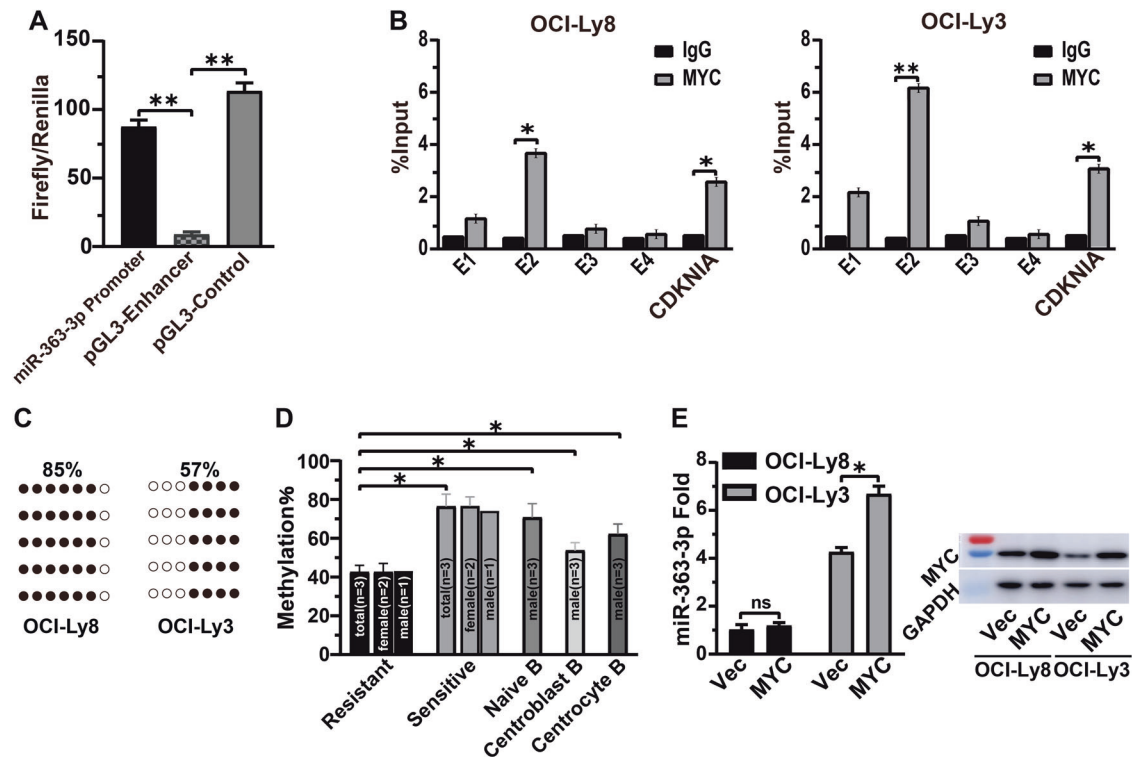 A
Firefly/Renilla
150
100
50
0
**
**
miR-363-3p Promoter
pGL3-Enhancer
pGL3-Control
B
OCI-Ly8
%Input
8
6
4
2
0
IgG
MYC
*
*
E1
E2
E3
E4
CDKNIA
OCI-Ly3
%Input
8
6
4
2
0
IgG
MYC
**
*
E1
E2
E3
E4
CDKNIA
C
85%
57%
OCI-Ly8
OCI-Ly3
D
Methylation%
100
80
60
40
20
0
*
*
*
*
total(n=3)
female(n=2)
male(n=1)
total(n=3)
female(n=2)
male(n=1)
male(n=3)
male(n=3)
male(n=3)
Resistant
Sensitive
Naive B
Centroblast B
Centrocyte B
E
miR-363-3p Fold
8
6
4
2
0
OCI-Ly8
OCI-Ly3
ns
*
Vec
MYC
Vec
MYC
MYC
GAPDH
Vec
MYC
Vec
MYC
OCI-Ly8
OCI-Ly3